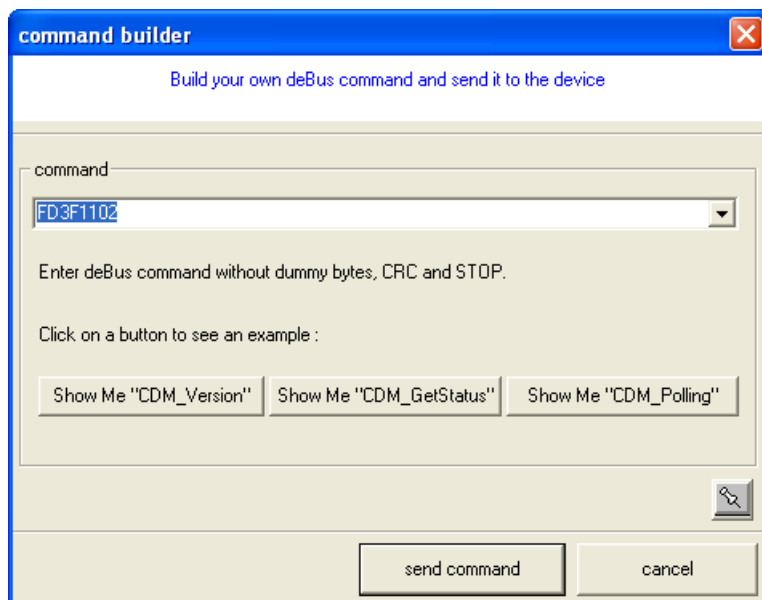 command builder
Build your own deBus command and send it to the device
command
FD3F1102
Enter deBus command without dummy bytes, CRC and STOP.
Click on a button to see an example :
Show Me "CDM_Version" Show Me "CDM_GetStatus" Show Me "CDM_Polling"
send command cancel